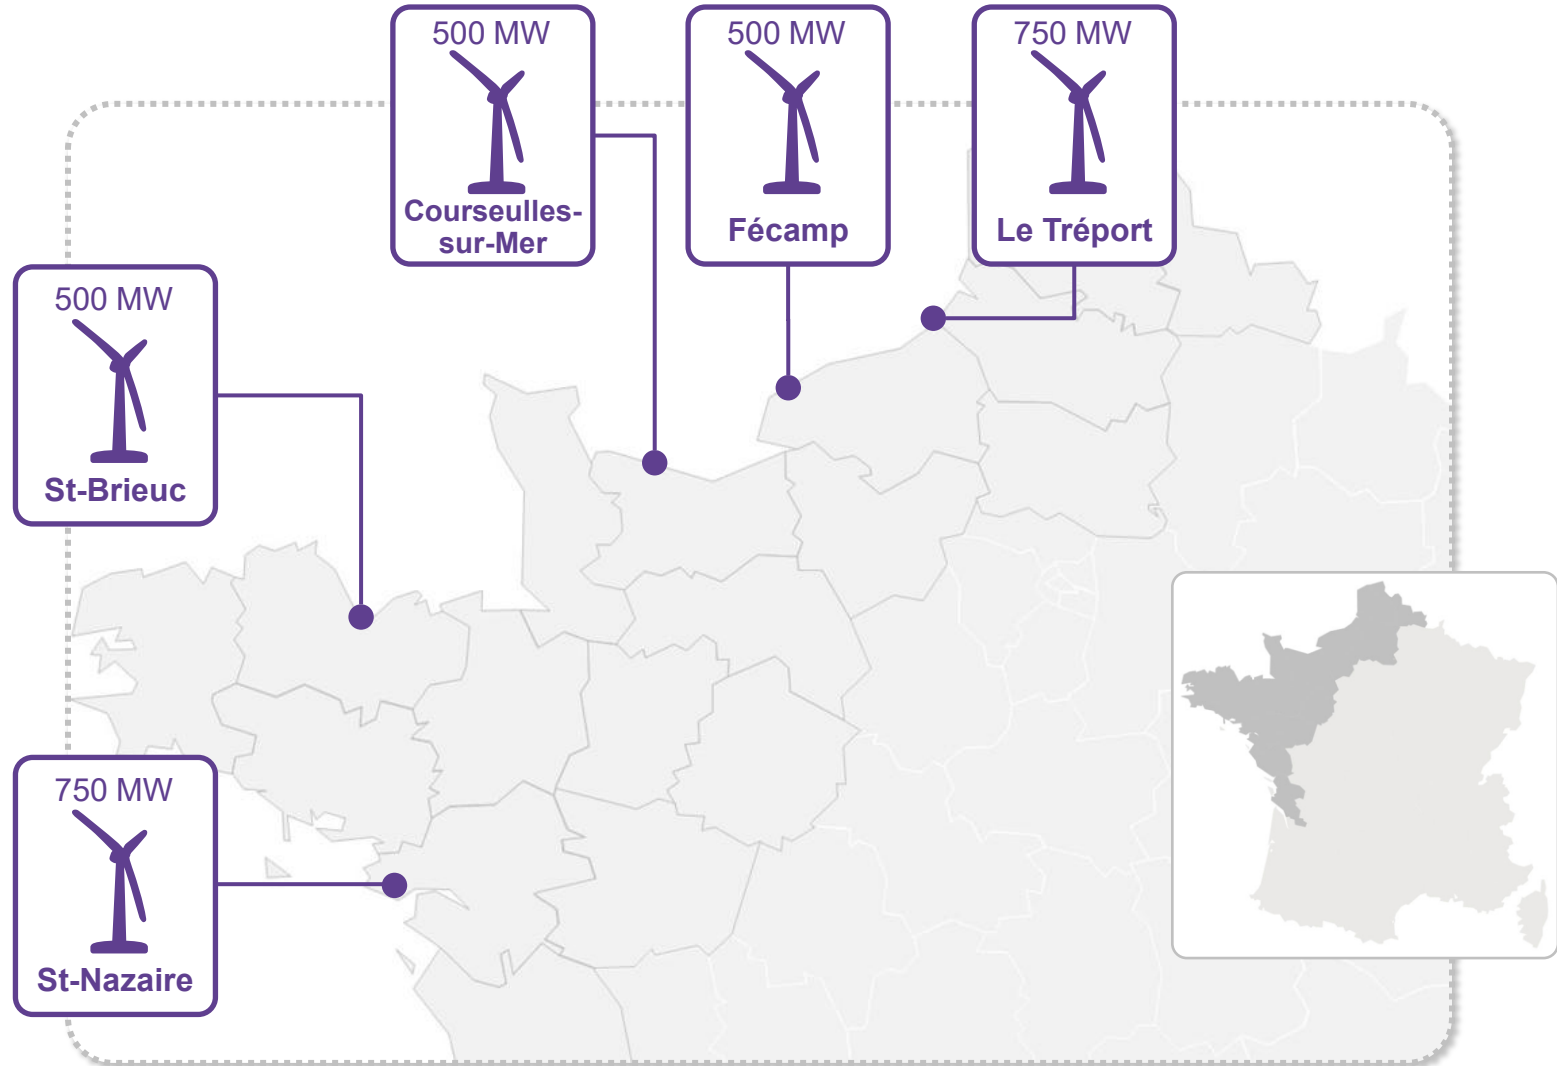 500 MW
Courseulles-
sur-Mer
500 MW
Fécamp
750 MW
Le Tréport
500 MW
St-Brieuc
750 MW
St-Nazaire